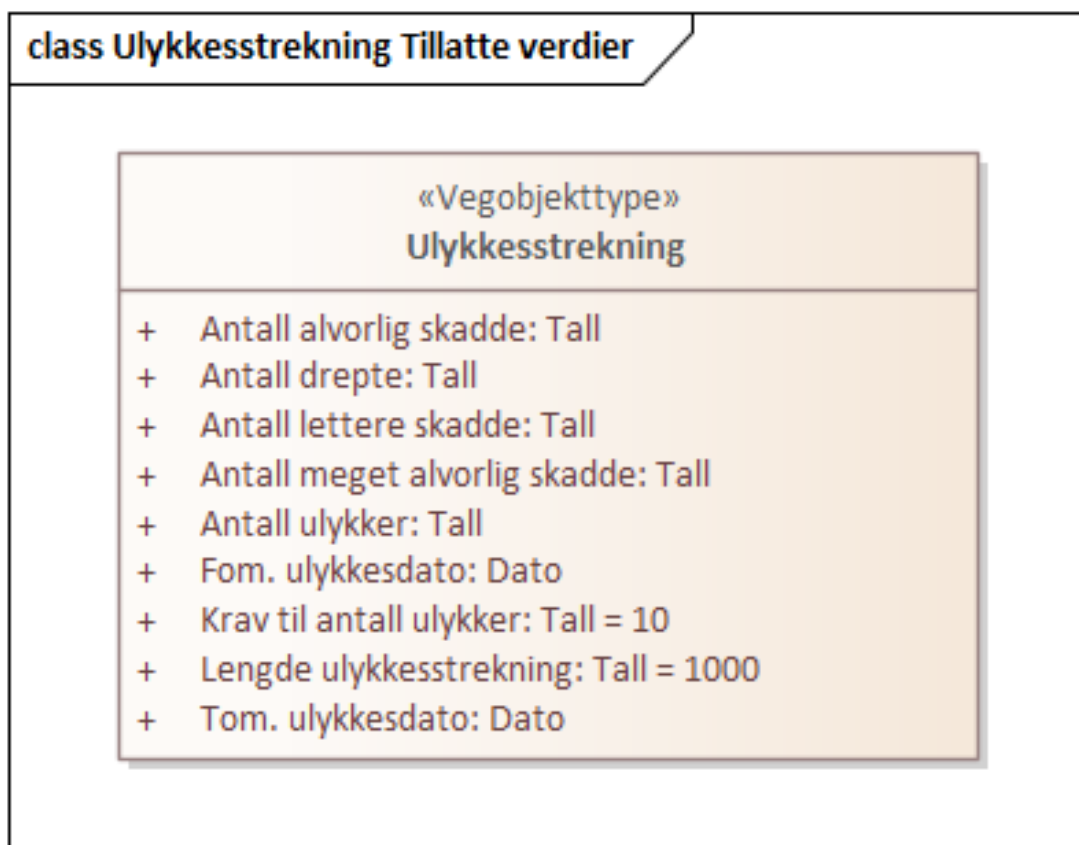 class Ulykkesstrekning Tillatte verdier
«Vegobjekttype»
Ulykkesstrekning
+ Antall alvorlig skadde: Tall
+ Antall drepte: Tall
+ Antall lettere skadde: Tall
+ Antall meget alvorlig skadde: Tall
+ Antall ulykker: Tall
+ Fom. ulykkesdato: Dato
+ Krav til antall ulykker: Tall = 10
+ Lengde ulykkesstrekning: Tall = 1000
+ Tom. ulykkesdato: Dato